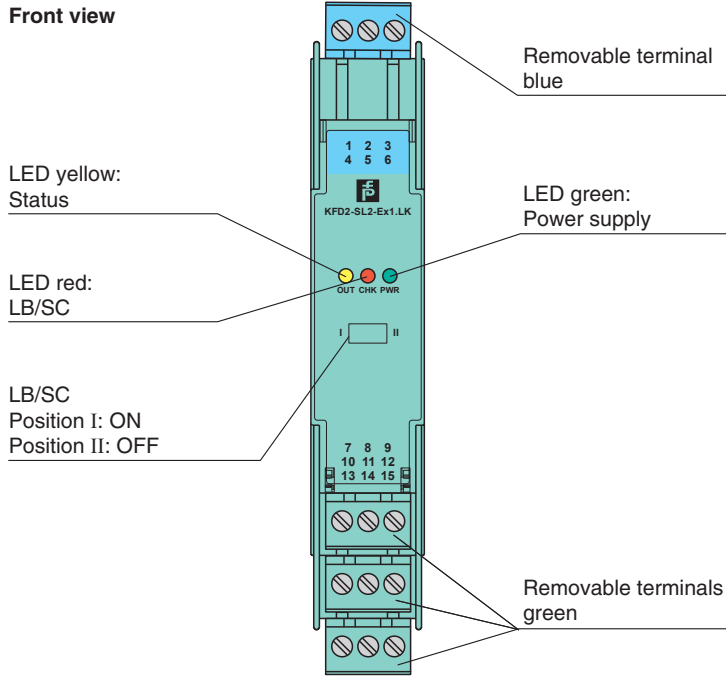 Front view
Removable terminal
blue
1 2 3
4 5 6
LED yellow:
Status
KFD2-SL2-Ex1.LK
LED green:
Power supply
LED red:
LB/SC
OUT CHK PWR
I II
LB/SC
Position I: ON
Position II: OFF
7 8 9
10 11 12
13 14 15
Removable terminals
green